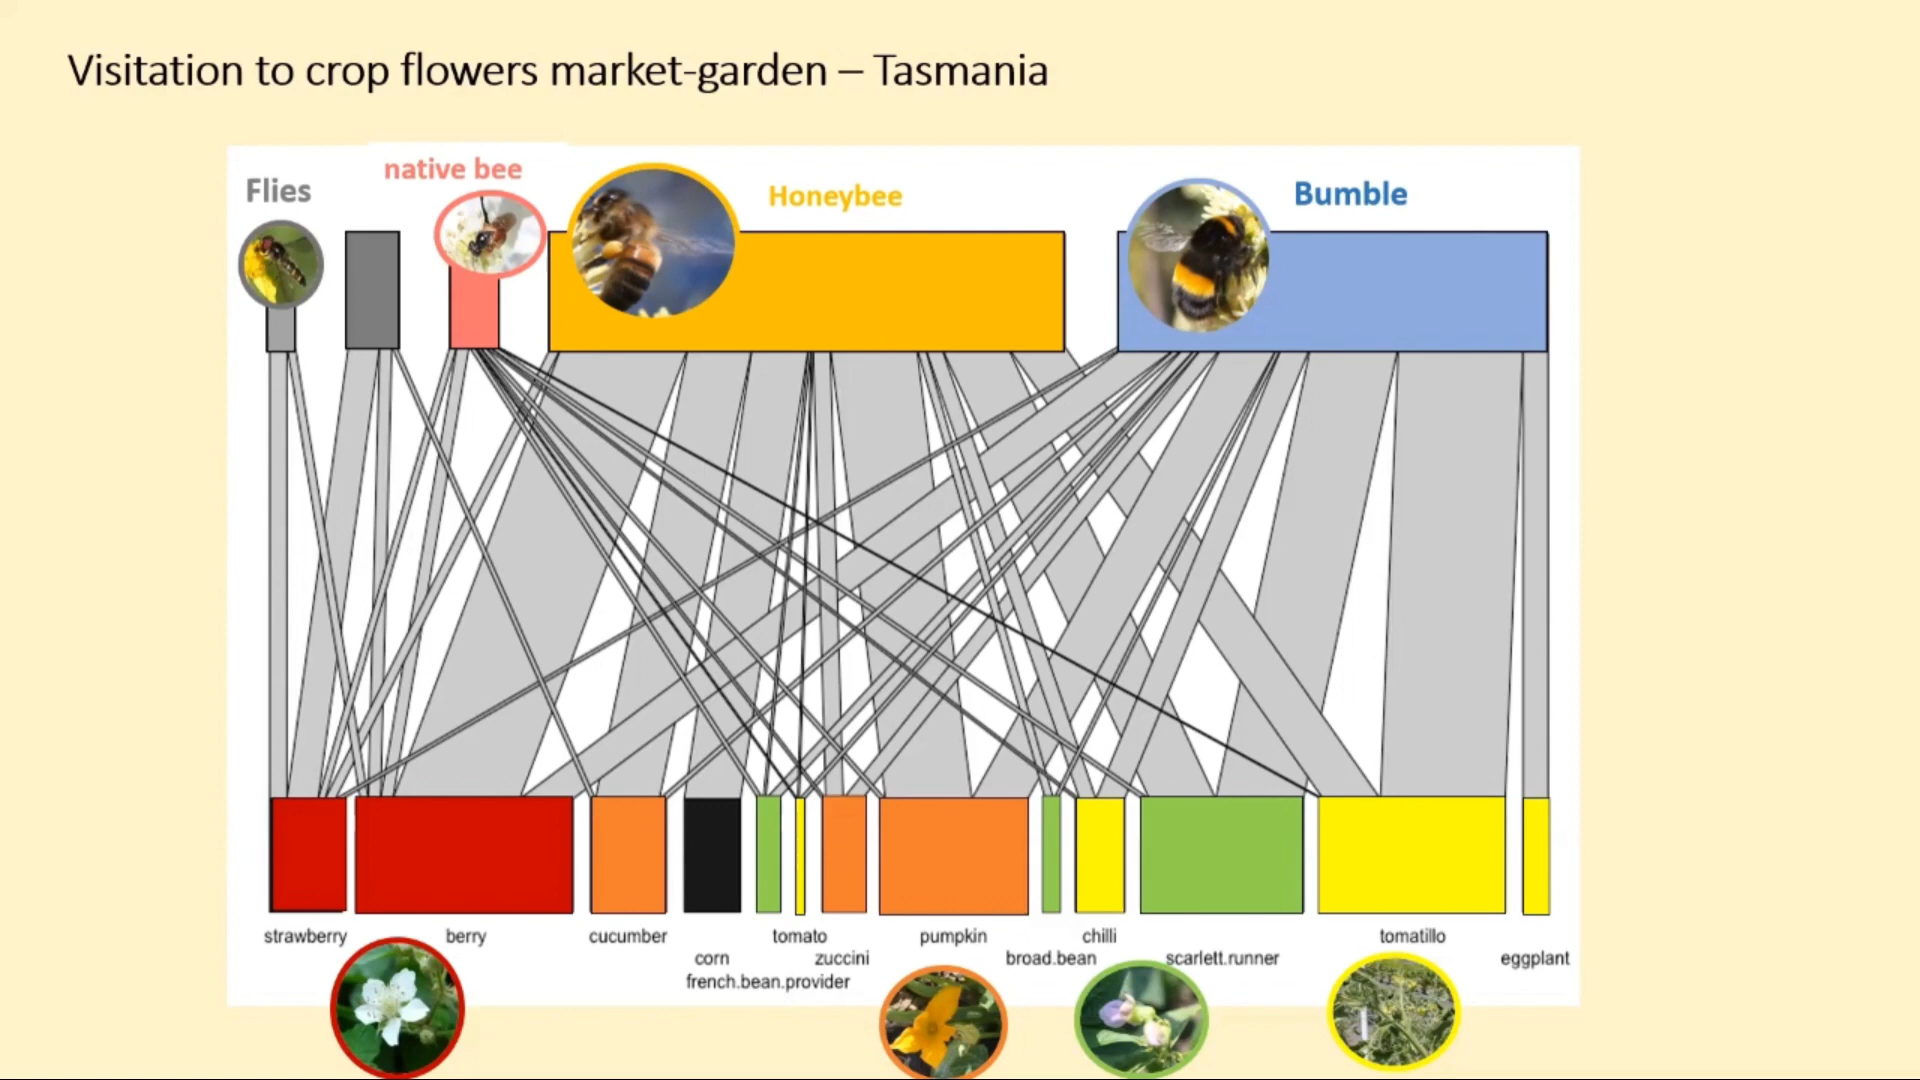 Visitation to crop flowers market-garden – Tasmania
native bee
Flies
Honeybee
Bumble
strawberry
berry
cucumber
tomato
pumpkin
chilli
tomatillo
corn
zuccini
broad.bean
scarlett.runner
eggplant
french.bean.provider